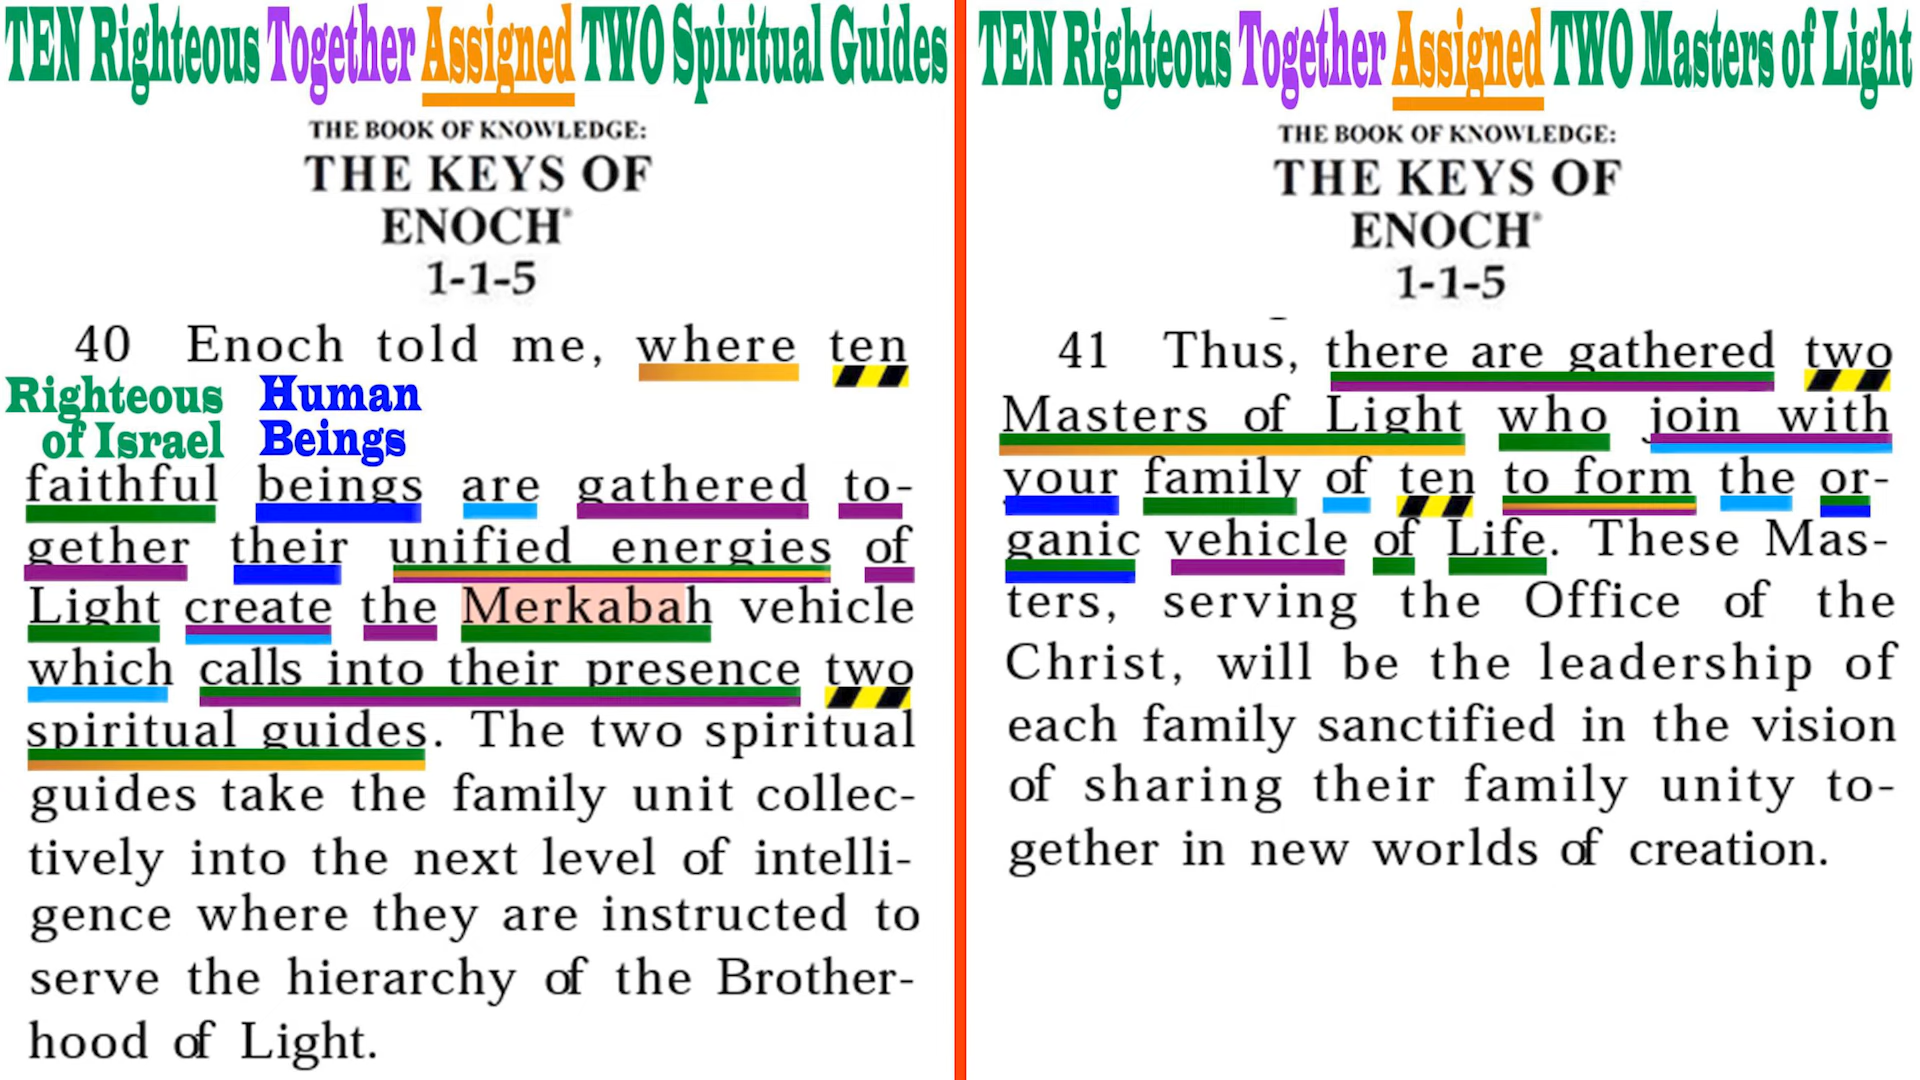 TEN Righteous Together Assigned TWO Spiritual Guides
THE BOOK OF KNOWLEDGE:
THE KEYS OF
ENOCH®
1-1-5
40 Enoch told me, where ten
Righteous Human
of Israel Beings
faithful beings are gathered to-
gether their unified energies of
Light create the Merkabah vehicle
which calls into their presence two
spiritual guides. The two spiritual
guides take the family unit collec-
tively into the next level of intelli-
gence where they are instructed to
serve the hierarchy of the Brother-
hood of Light.
TEN Righteous Together Assigned TWO Masters of Light
THE BOOK OF KNOWLEDGE:
THE KEYS OF
ENOCH®
1-1-5
41 Thus, there are gathered two
Masters of Light who join with
your family of ten to form the or-
ganic vehicle of Life. These Mas-
ters, serving the Office of the
Christ, will be the leadership of
each family sanctified in the vision
of sharing their family unity to-
gether in new worlds of creation.